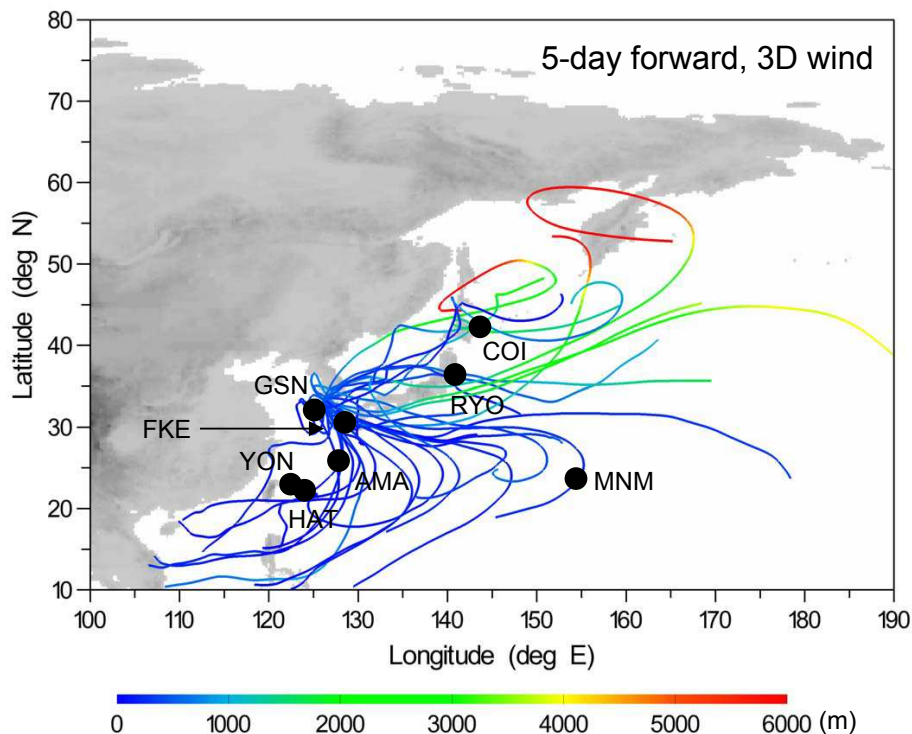 5-day forward, 3D wind
80
70
60
50
40
30
20
10
Latitude (deg N)
COI
GSN
RYO
FKE
YON
AMA
MNM
HAT
100 110 120 130 140 150 160 170 180 190
Longitude (deg E)
0 1000 2000 3000 4000 5000 6000 (m)